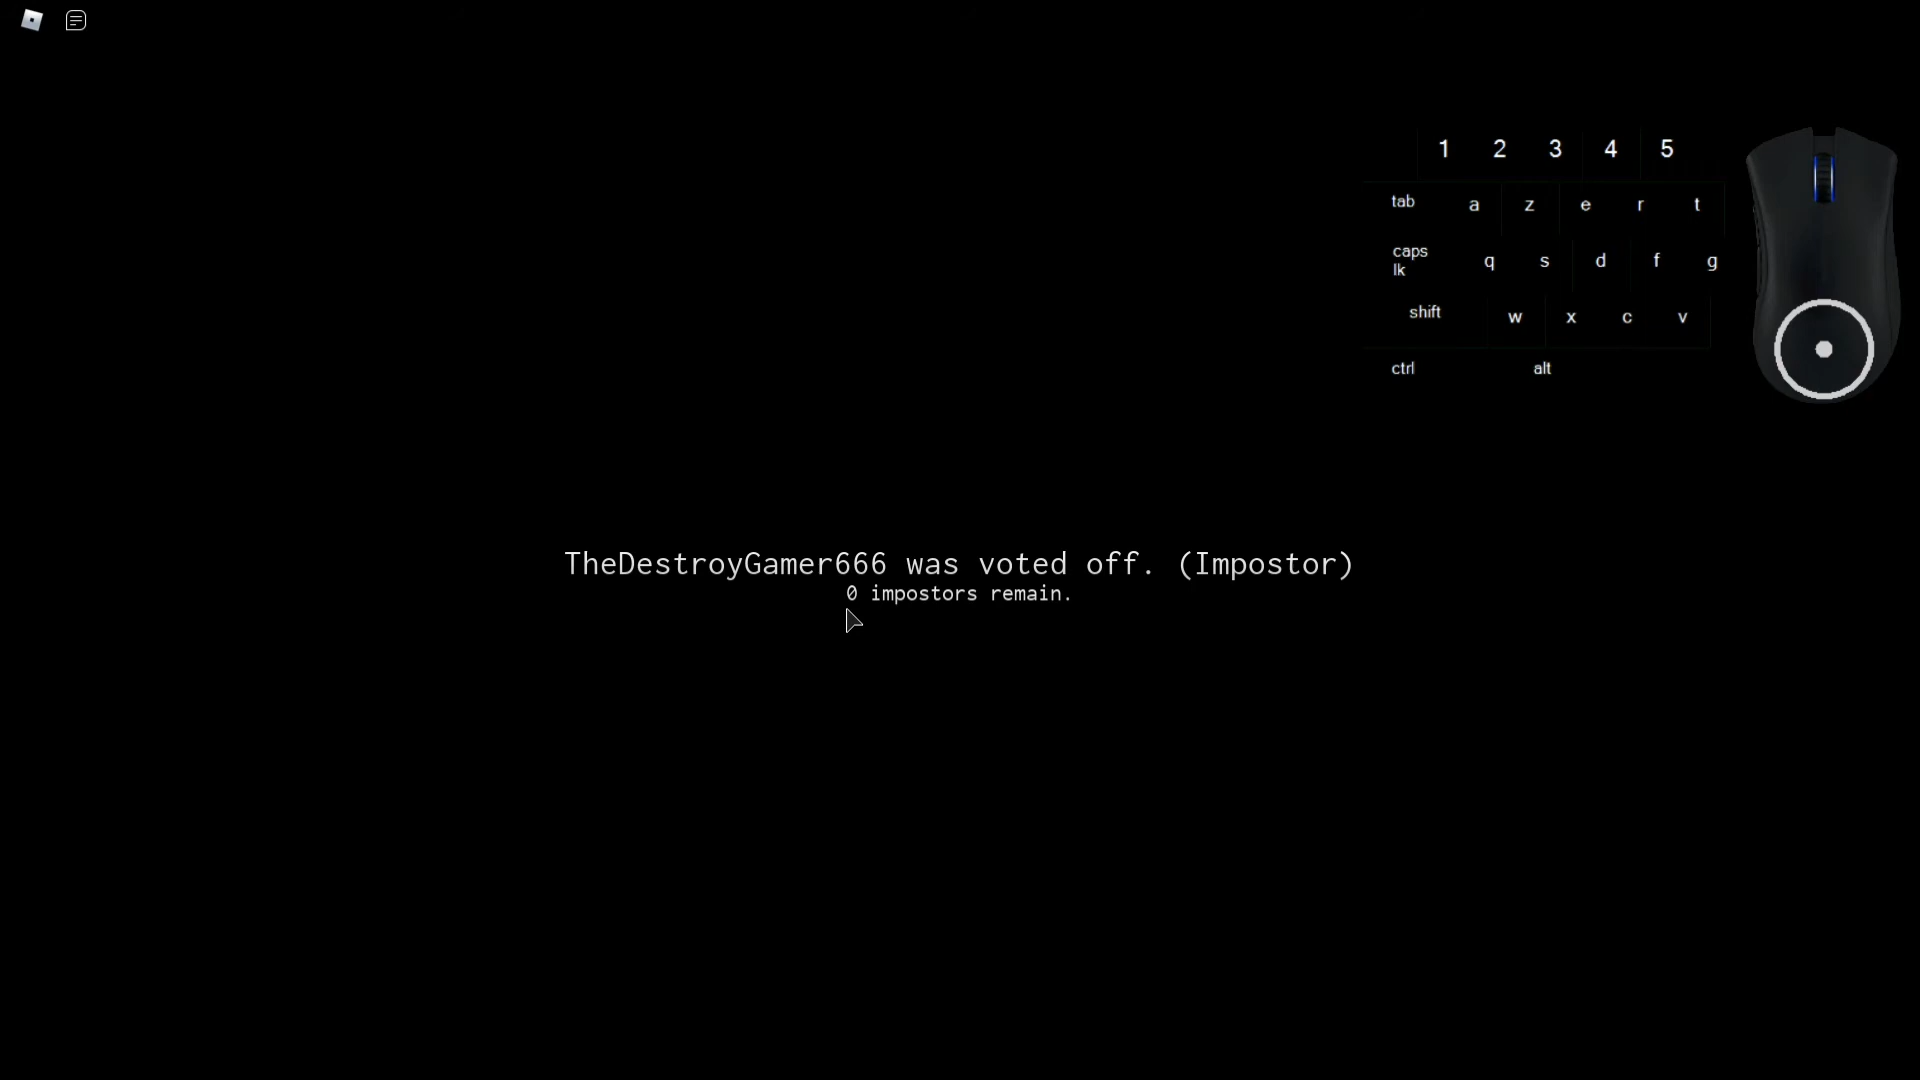 1 2 3 4 5
tab a z e r t
caps
lk q s d f g
shift w x c v
ctrl alt
TheDestroyGamer666 was voted off. (Impostor)
0 impostors remain.